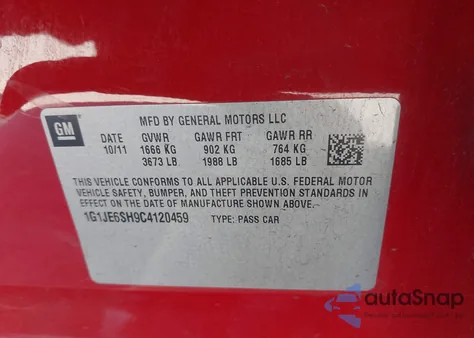 GM
MFD BY GENERAL MOTORS LLC
DATE GVWR GAWR FRT GAWR RR
10/11 1666 KG 902 KG 764 KG
3673 LB 1988 LB 1685 LB
THIS VEHICLE CONFORMS TO ALL APPLICABLE U.S. FEDERAL MOTOR
VEHICLE SAFETY, BUMPER, AND THEFT PREVENTION STANDARDS IN
EFFECT ON THE DATE OF MANUFACTURE SHOWN ABOVE.
1G1JE6SH9C4120459 TYPE: PASS CAR
autoSnap